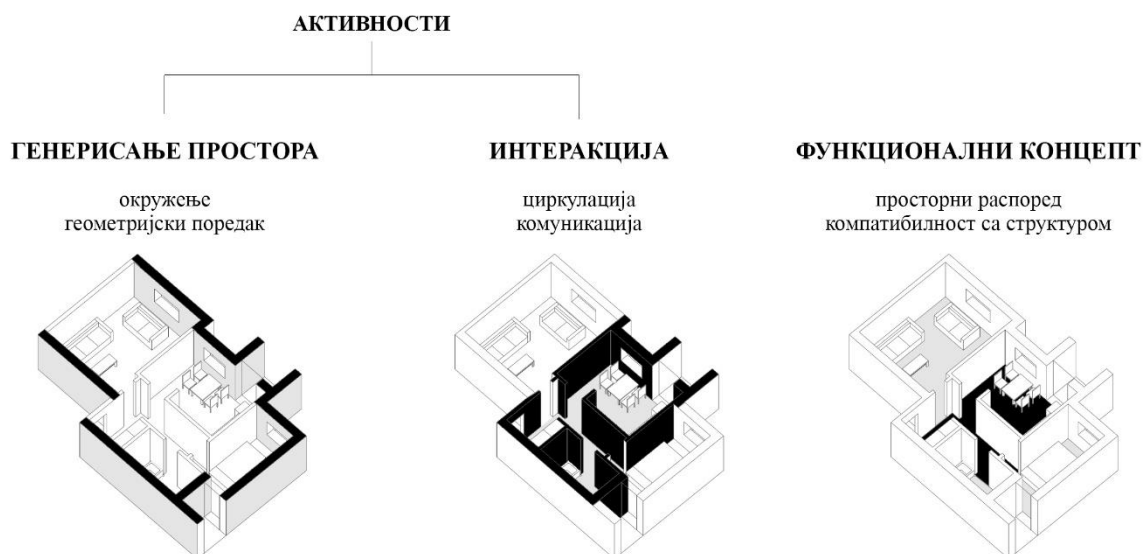 АКТИВНОСТИ
ГЕНЕРИСАЊЕ ПРОСТОРА
окружење
геометријски поредак
ИНТЕРАКЦИЈА
циркулација
комуникација
ФУНКЦИОНАЛНИ КОНЦЕПТ
просторни распоред
компатибилност са структуром